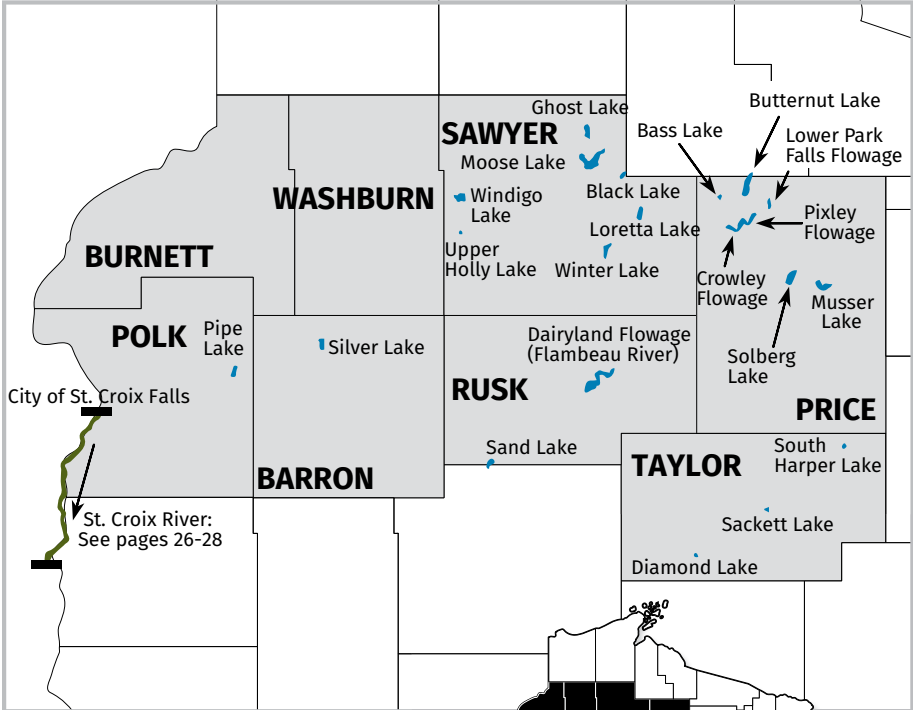 Ghost Lake
Butternut Lake
SAWYER
Bass Lake
Lower Park
Falls Flowage
Moose Lake
WASHBURN
Windigo
Lake
Black Lake
Loretta Lake
Pixley
Flowage
Upper
Holly Lake
Winter Lake
BURNETT
Crowley
Flowage
Musser
Lake
POLK
Pipe
Lake
Silver Lake
Dairyland Flowage
(Flambeau River)
Solberg
Lake
RUSK
City of St. Croix Falls
PRICE
Sand Lake
South
Harper Lake
TAYLOR
BARRON
St. Croix River:
See pages 26-28
Sackett Lake
Diamond Lake